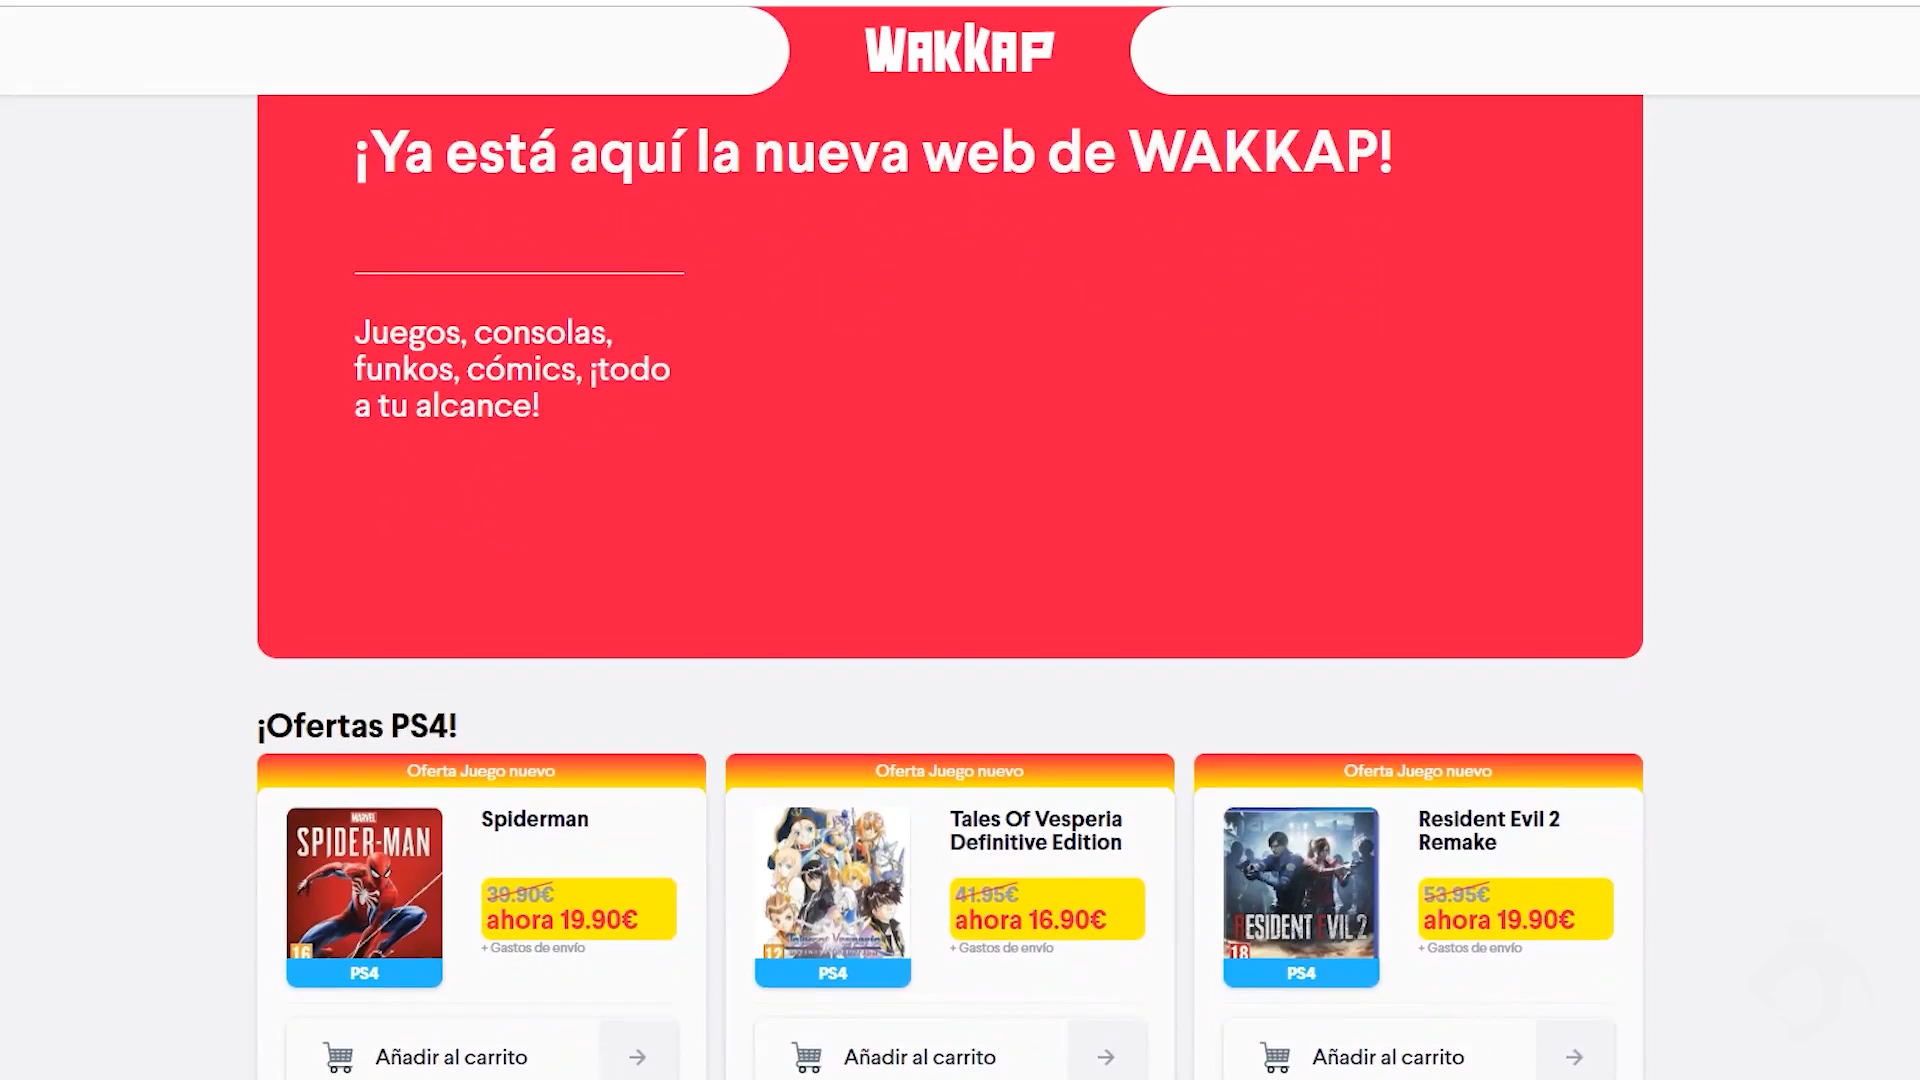 WAKKAP
¡Ya está aquí la nueva web de WAKKAP!
Juegos, consolas,
funkos, cómics, ¡todo
a tu alcance!
¡Ofertas PS4!
Oferta Juego nuevo
MARVEL
SPIDER-MAN
16
PS4
Spiderman
39.90€
ahora 19.90€
+ Gastos de envío
Añadir al carrito
Oferta Juego nuevo
Tales of Vesperia
12
PS4
Tales Of Vesperia
Definitive Edition
41.95€
ahora 16.90€
+ Gastos de envío
Añadir al carrito
Oferta Juego nuevo
RESIDENT EVIL 2
18
PS4
Resident Evil 2
Remake
53.95€
ahora 19.90€
+ Gastos de envío
Añadir al carrito